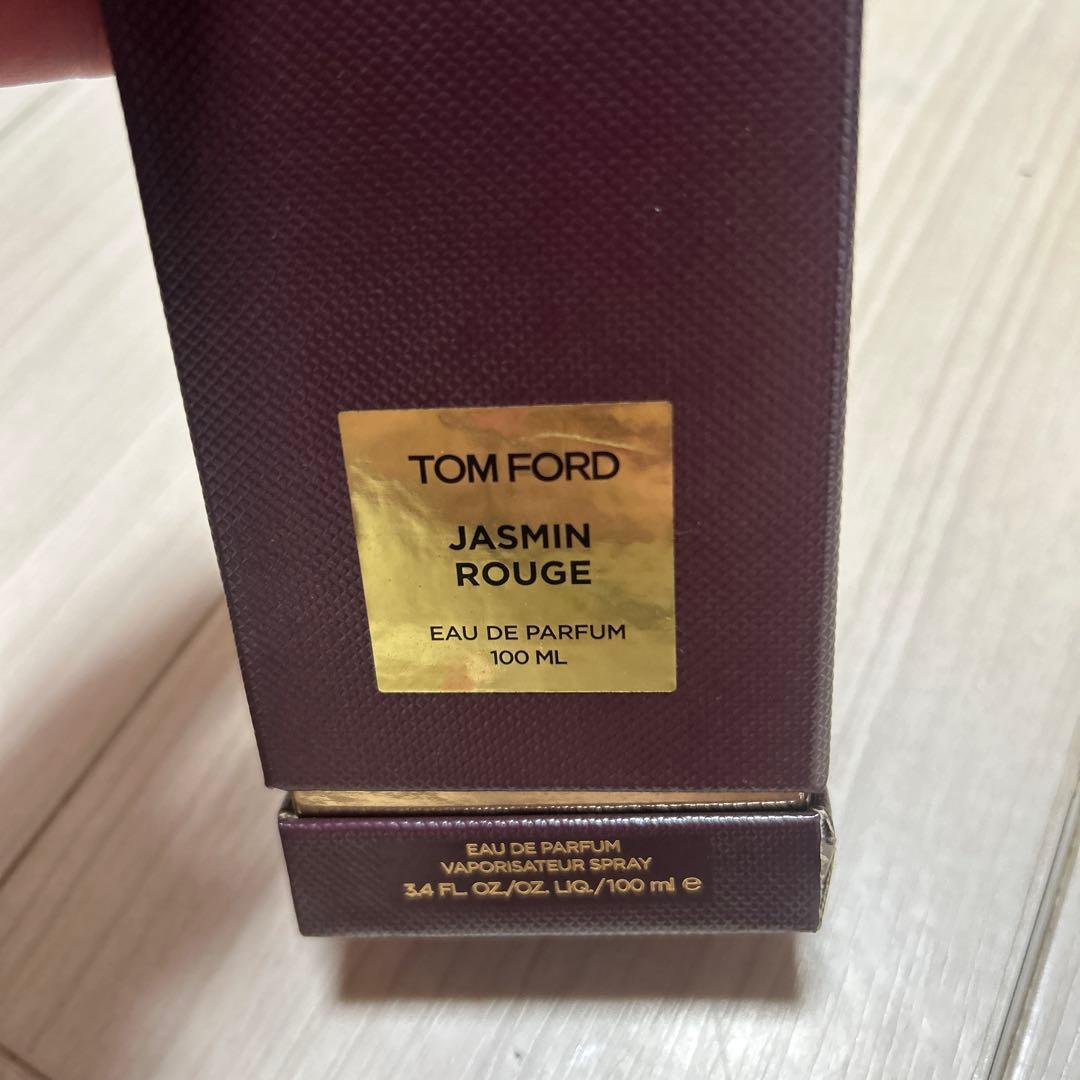 TOM FORD
JASMIN
ROUGE
EAU DE PARFUM
100 ML
EAU DE PARFUM
VAPORISATEUR SPRAY
3.4 FL. OZ./OZ. LIQ./100 ml ℮